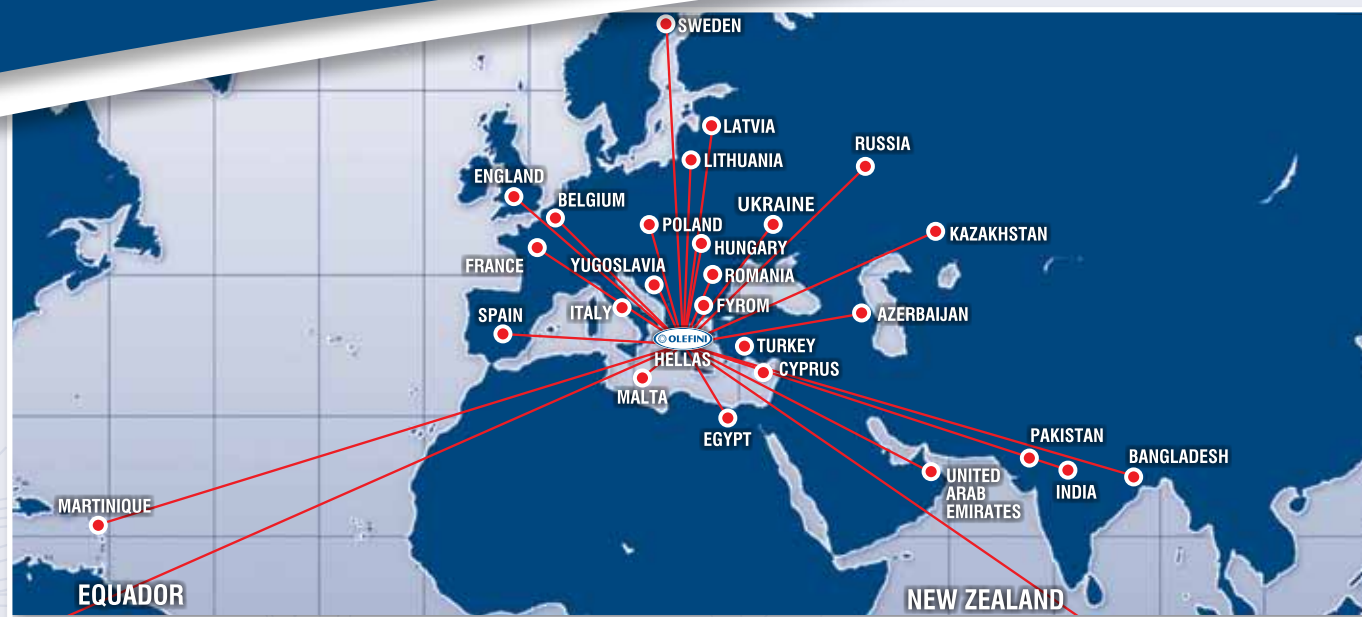 SWEDEN
LATVIA
RUSSIA
LITHUANIA
ENGLAND
BELGIUM
UKRAINE
POLAND
KAZAKHSTAN
HUNGARY
FRANCE
YUGOSLAVIA
ROMANIA
FYROM
ITALY
SPAIN
AZERBAIJAN
OLEFINI
TURKEY
HELLAS
CYPRUS
MALTA
EGYPT
PAKISTAN
BANGLADESH
UNITED
ARAB
EMIRATES
INDIA
MARTINIQUE
EQUADOR
NEW ZEALAND